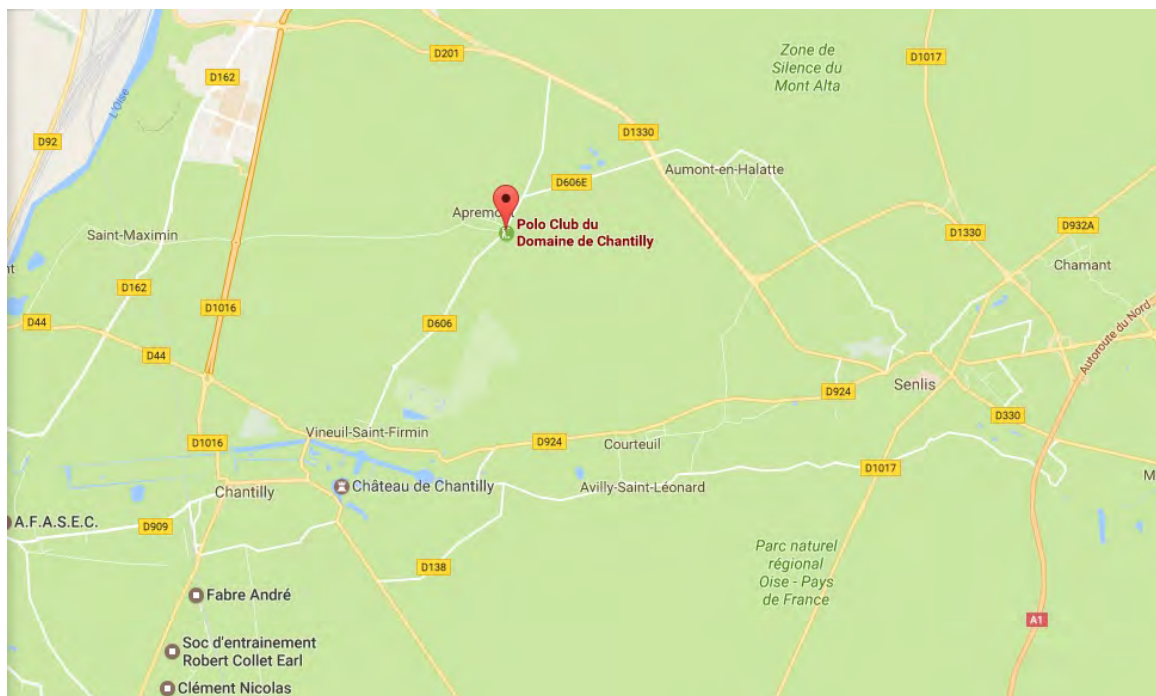 D201
D1017
Zone de
Silence du
Mont Alta
D162
L'Oise
D92
D1330
Aumont-en-Halatte
D606E
Apremont
Polo Club du
Domaine de Chantilly
Saint-Maximin
D932A
D1330
Chamant
D162
D1016
D44
D606
D44
Autoroute du Nord
Senlis
D924
D330
Vineuil-Saint-Firmin
D1016
D924
Courteuil
D1017
Château de Chantilly
Chantilly
Avilly-Saint-Léonard
A.F.A.S.E.C.
D909
D138
Parc naturel
régional
Oise - Pays
de France
Fabre André
A1
Soc d'entrainement
Robert Collet Earl
Clément Nicolas